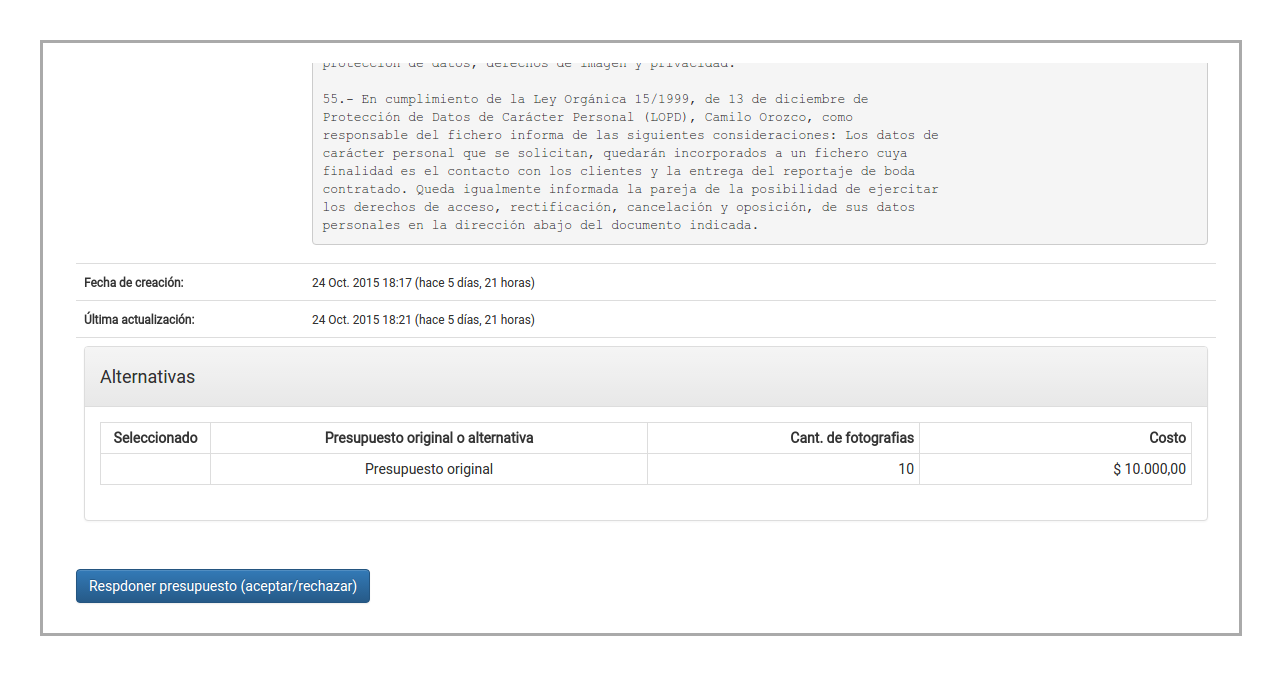 protección de datos, derechos de imagen y privacidad.
55.- En cumplimiento de la Ley Orgánica 15/1999, de 13 de diciembre de
Protección de Datos de Carácter Personal (LOPD), Camilo Orozco, como
responsable del fichero informa de las siguientes consideraciones: Los datos de
carácter personal que se solicitan, quedarán incorporados a un fichero cuya
finalidad es el contacto con los clientes y la entrega del reportaje de boda
contratado. Queda igualmente informada la pareja de la posibilidad de ejercitar
los derechos de acceso, rectificación, cancelación y oposición, de sus datos
personales en la dirección abajo del documento indicada.
Fecha de creación: 24 Oct. 2015 18:17 (hace 5 días, 21 horas)
Última actualización: 24 Oct. 2015 18:21 (hace 5 días, 21 horas)
Alternativas
Seleccionado Presupuesto original o alternativa Cant. de fotografias Costo
Presupuesto original 10 $ 10.000,00
Respdoner presupuesto (aceptar/rechazar)